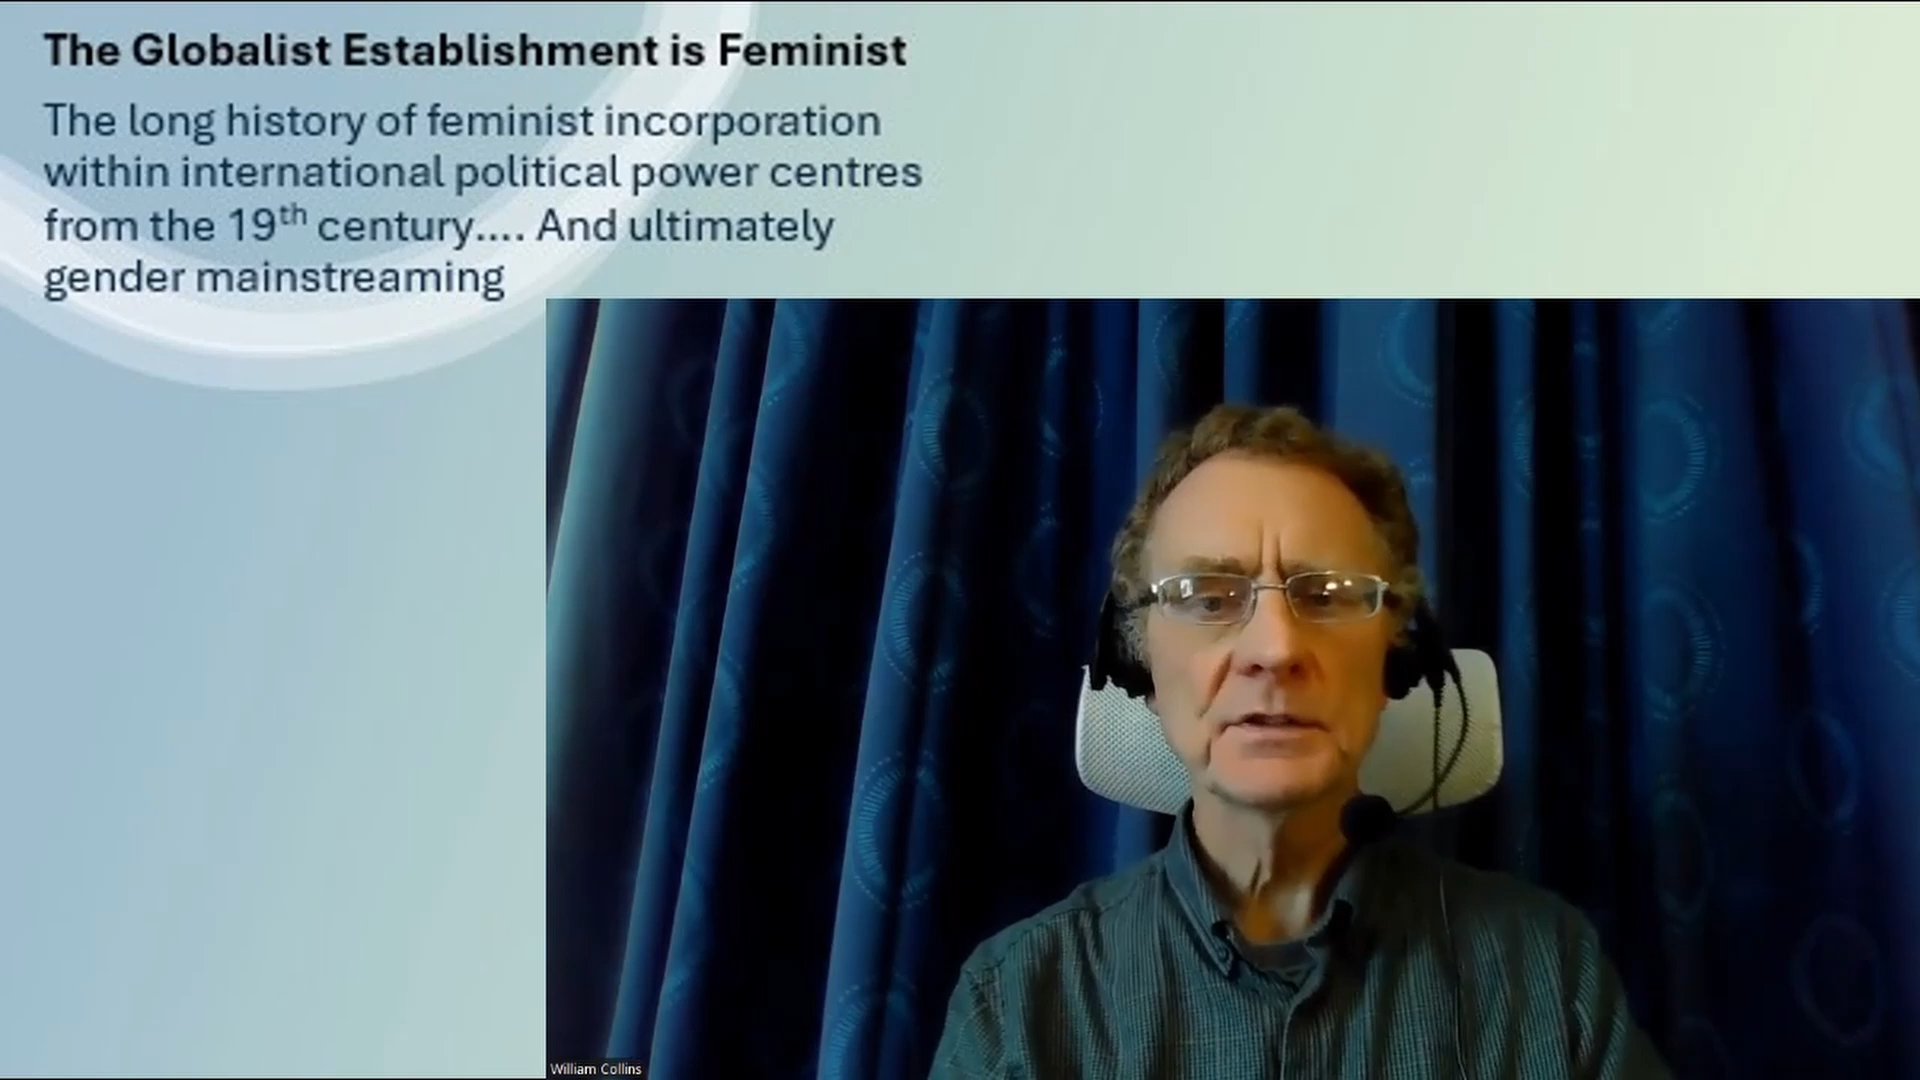 The Globalist Establishment is Feminist
The long history of feminist incorporation
within international political power centres
from the 19th century.... And ultimately
gender mainstreaming
William Collins